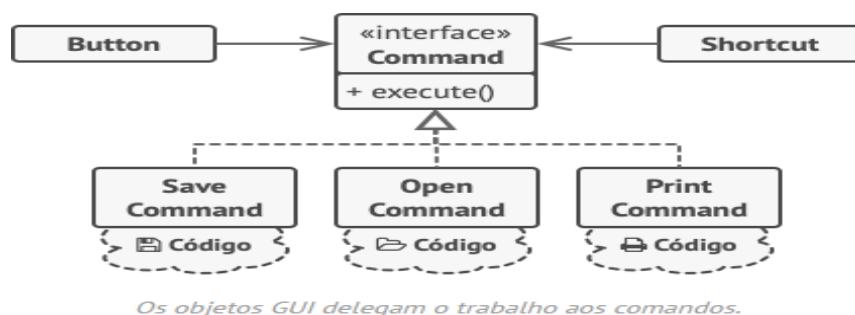 Button
«interface»
Command
+ execute()
Shortcut
Save
Command
Código
Open
Command
Código
Print
Command
Código
Os objetos GUI delegam o trabalho aos comandos.